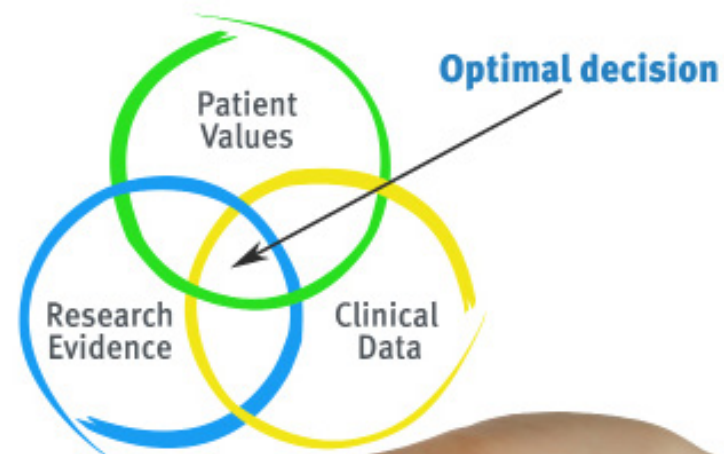 Optimal decision
Patient
Values
Research
Evidence
Clinical
Data